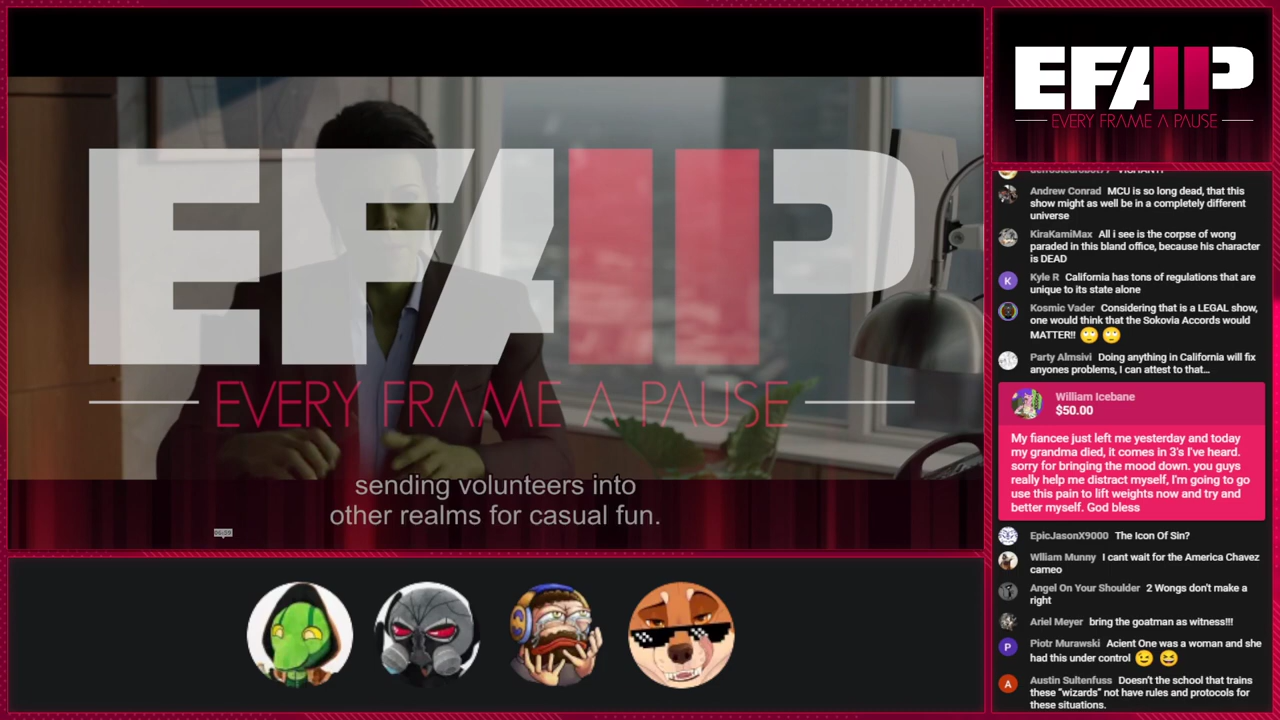 EFAP
EVERY FRAME A PAUSE
sending volunteers into
other realms for casual fun.
EFAP
EVERY FRAME A PAUSE
Andrew Conrad MCU is so long dead, that this
show might as well be in a completely different
universe
KiraKamiMax All i see is the corpse of wong
paraded in this bland office, because his character
is DEAD
K
Kyle R California has tons of regulations that are
unique to its state alone
Kosmic Vader Considering that is a LEGAL show,
one would think that the Sokovia Accords would
MATTER!! 🙄 🙄
Party Almsivi Doing anything in California will fix
anyones problems, I can attest to that...
William Icebane
$50.00
My fiancee just left me yesterday and today
my grandma died, it comes in 3's I've heard.
sorry for bringing the mood down. you guys
really help me distract myself, I'm going to go
use this pain to lift weights now and try and
better myself. God bless
EpicJasonX9000 The Icon Of Sin?
Wlliam Munny I cant wait for the America Chavez
cameo
Angel On Your Shoulder 2 Wongs don't make a
right
Ariel Meyer bring the goatman as witness!!!
P
Piotr Murawski Acient One was a woman and she
had this under control 😉 😆
A
Austin Sultenfuss Doesn't the school that trains
these "wizards" not have rules and protocols for
these situations.